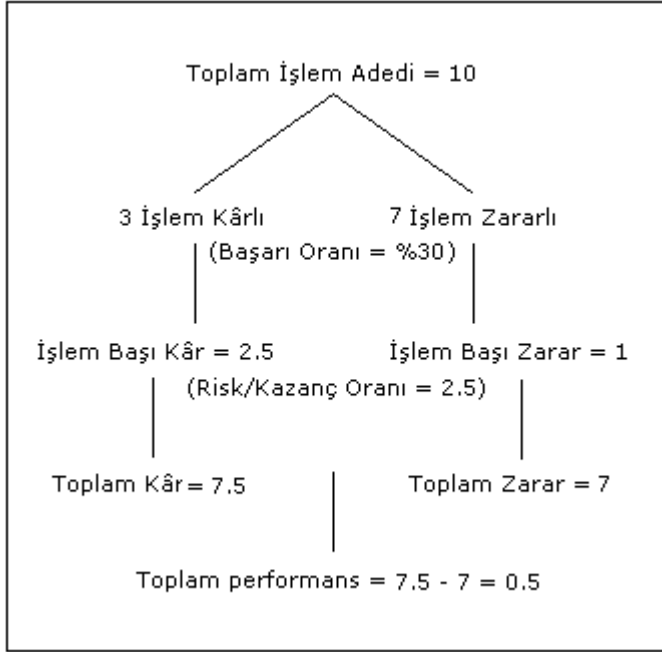 Toplam İşlem Adedi = 10
3 İşlem Kârlı 7 İşlem Zararlı
(Başarı Oranı = %30)
İşlem Başı Kâr = 2.5 İşlem Başı Zarar = 1
(Risk/Kazanç Oranı = 2.5)
Toplam Kâr = 7.5 Toplam Zarar = 7
Toplam performans = 7.5 - 7 = 0.5